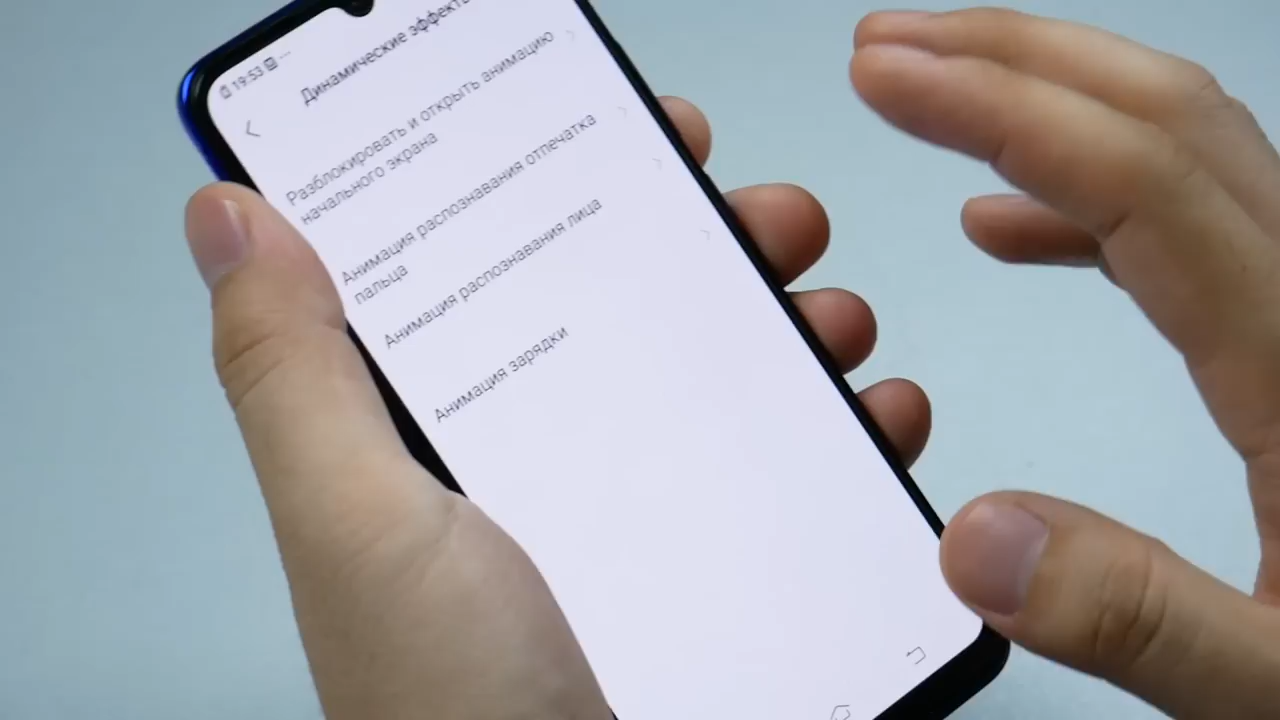 19:53
Динамические эффекты
Разблокировать и открыть анимацию
начального экрана
Анимация распознавания отпечатка
пальца
Анимация распознавания лица
Анимация зарядки